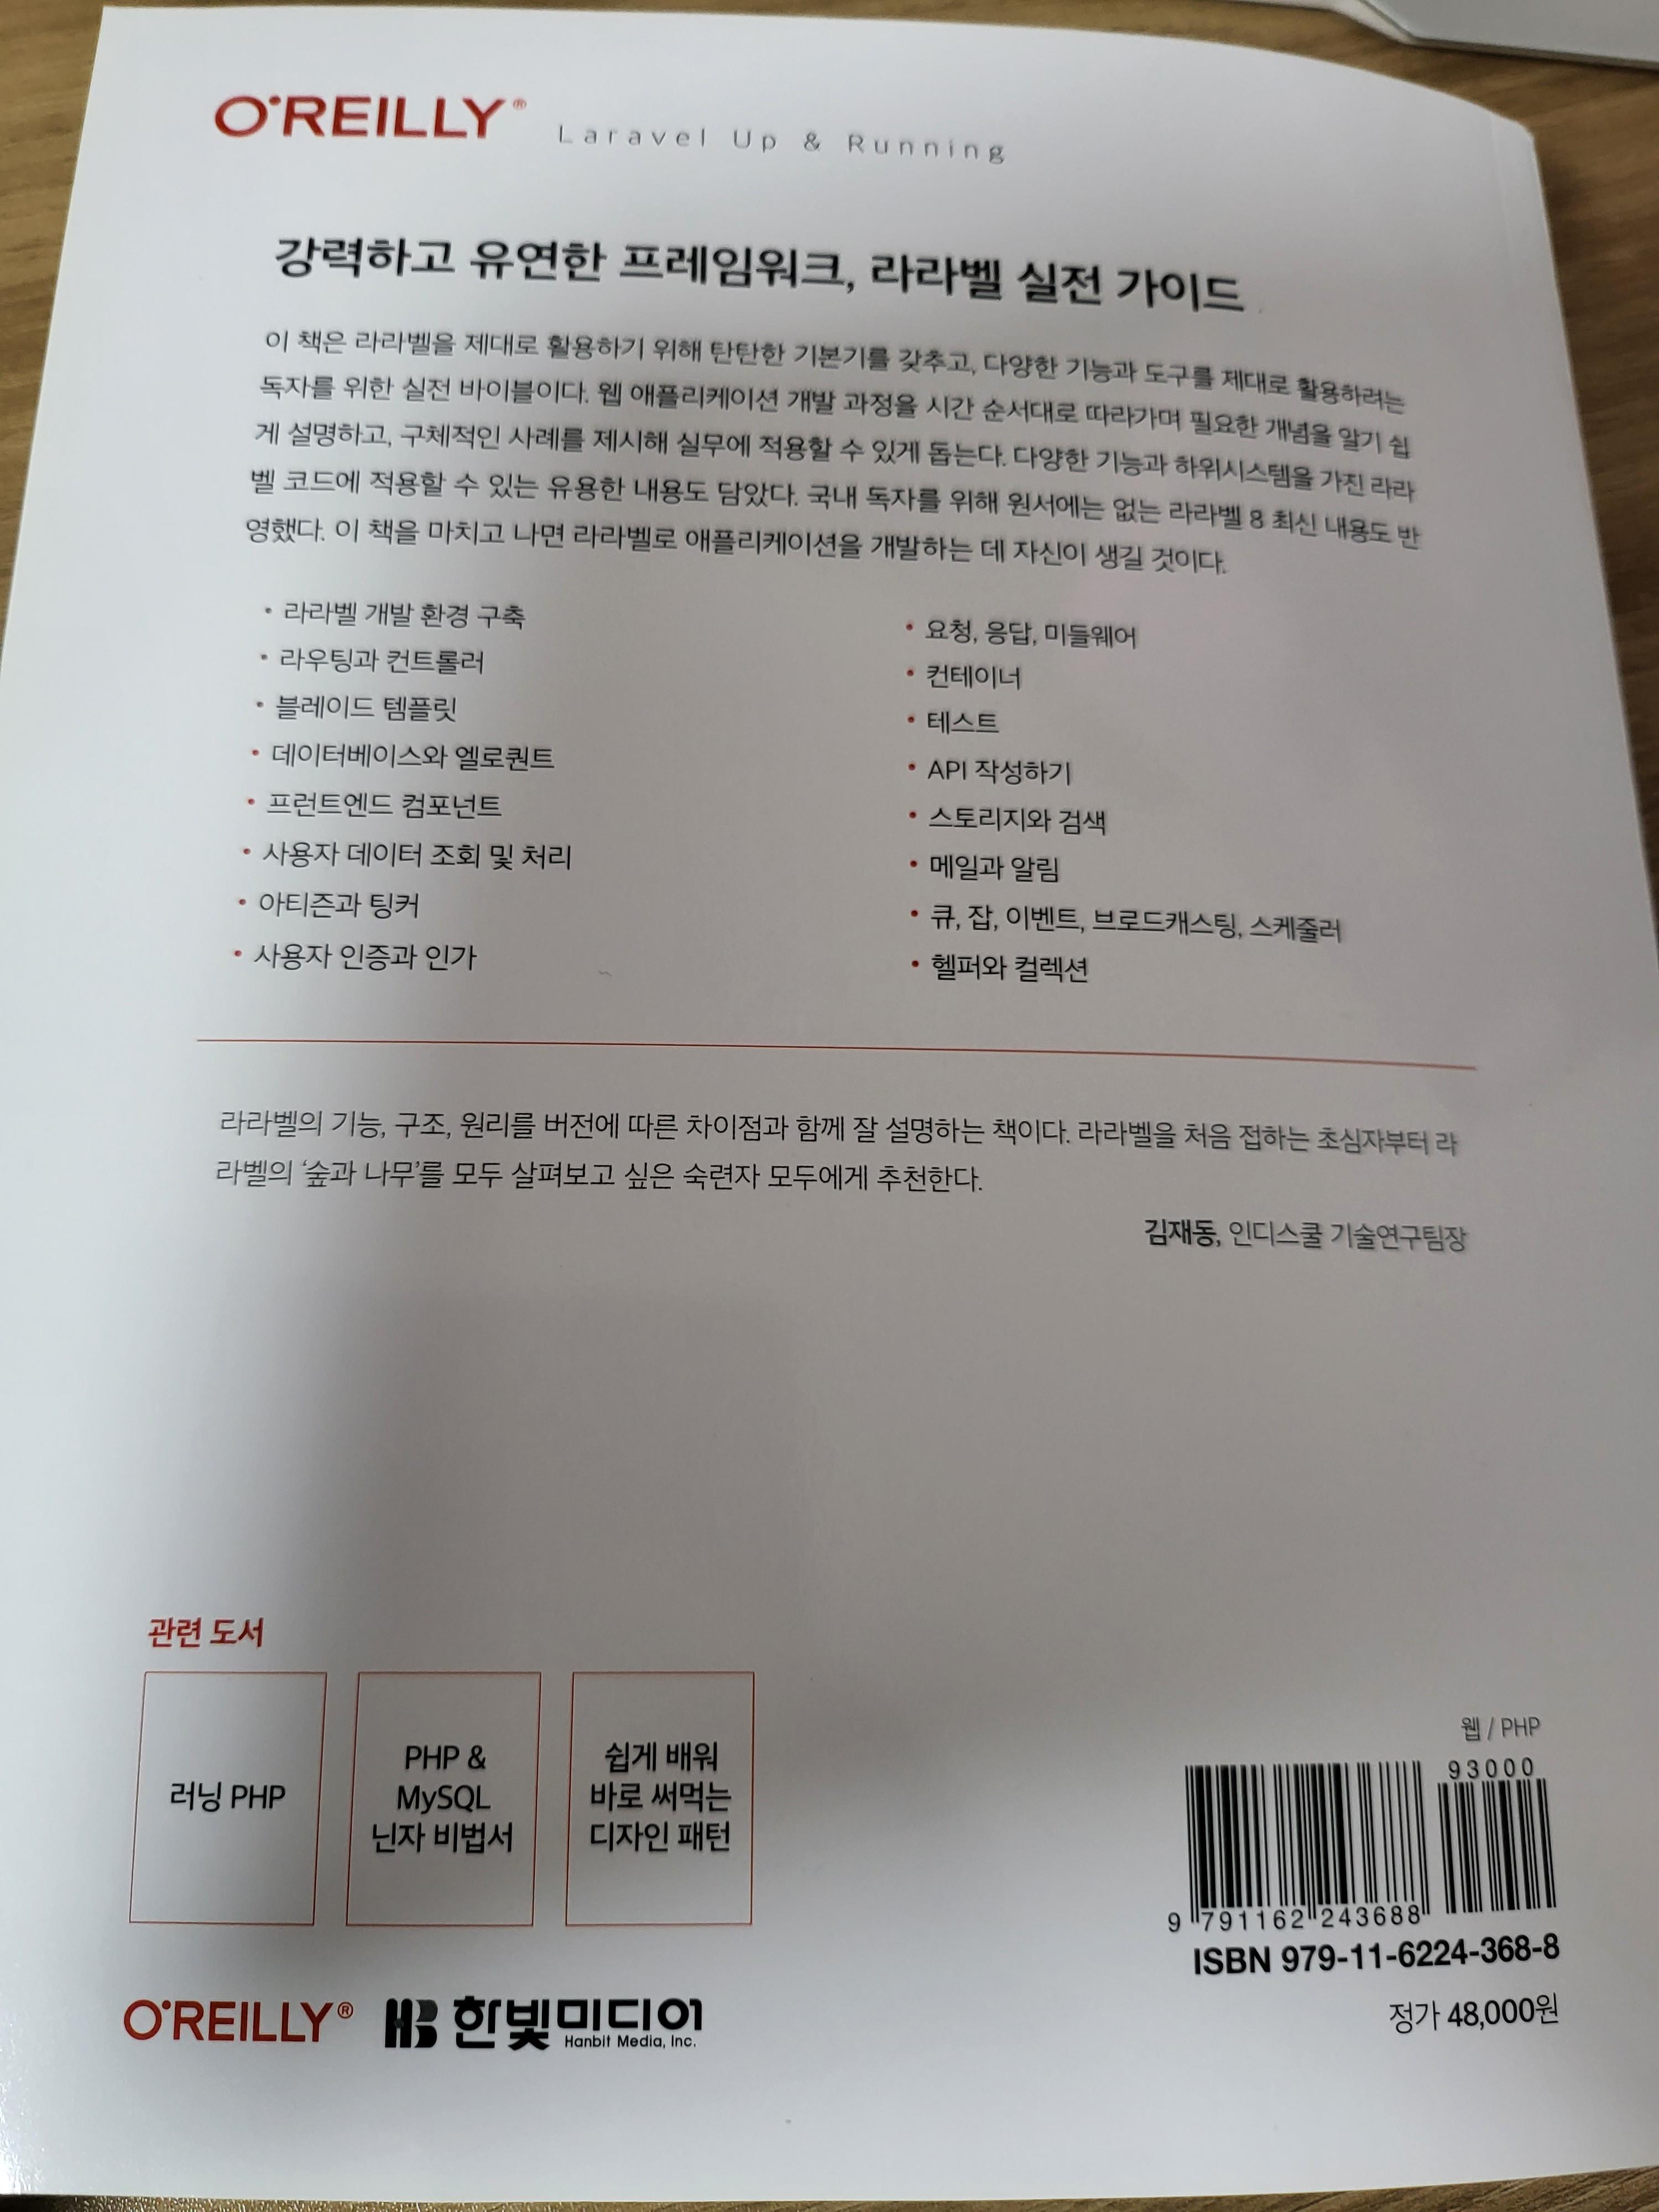 O'REILLY® Laravel Up & Running
강력하고 유연한 프레임워크, 라라벨 실전 가이드
이 책은 라라벨을 제대로 활용하기 위해 탄탄한 기본기를 갖추고, 다양한 기능과 도구를 제대로 활용하려는
독자를 위한 실전 바이블이다. 웹 애플리케이션 개발 과정을 시간 순서대로 따라가며 필요한 개념을 알기 쉽
게 설명하고, 구체적인 사례를 제시해 실무에 적용할 수 있게 돕는다. 다양한 기능과 하위시스템을 가진 라라
벨 코드에 적용할 수 있는 유용한 내용도 담았다. 국내 독자를 위해 원서에는 없는 라라벨 8 최신 내용도 반
영했다. 이 책을 마치고 나면 라라벨로 애플리케이션을 개발하는 데 자신이 생길 것이다.
• 라라벨 개발 환경 구축
• 라우팅과 컨트롤러
• 블레이드 템플릿
• 데이터베이스와 엘로퀀트
• 프런트엔드 컴포넌트
• 사용자 데이터 조회 및 처리
• 아티즌과 팅커
• 사용자 인증과 인가
• 요청, 응답, 미들웨어
• 컨테이너
• 테스트
• API 작성하기
• 스토리지와 검색
• 메일과 알림
• 큐, 잡, 이벤트, 브로드캐스팅, 스케줄러
• 헬퍼와 컬렉션
라라벨의 기능, 구조, 원리를 버전에 따른 차이점과 함께 잘 설명하는 책이다. 라라벨을 처음 접하는 초심자부터 라
라벨의 '숲과 나무'를 모두 살펴보고 싶은 숙련자 모두에게 추천한다.
김재동, 인디스쿨 기술연구팀장
관련 도서
러닝 PHP
PHP &
MySQL
닌자 비법서
쉽게 배워
바로 써먹는
디자인 패턴
웹 / PHP
93000
9 791162 243688
ISBN 979-11-6224-368-8
정가 48,000원
O'REILLY® HB 한빛미디어
Hanbit Media, Inc.